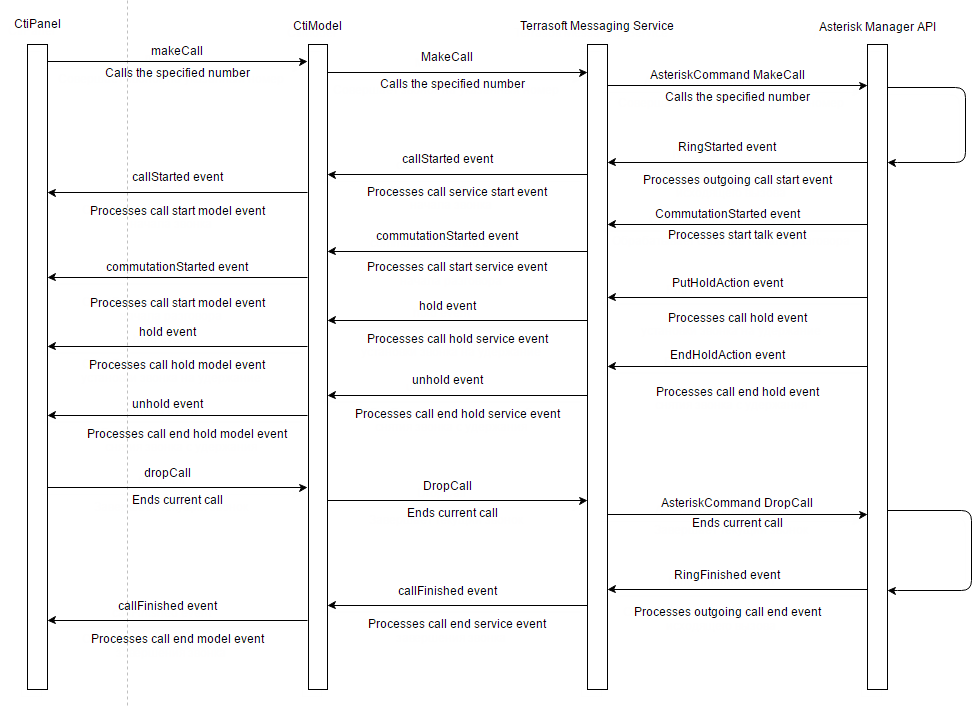 CtiPanel
CtiModel
Terrasoft Messaging Service
Asterisk Manager API
makeCall
Calls the specified number
MakeCall
Calls the specified number
AsteriskCommand MakeCall
Calls the specified number
RingStarted event
Processes outgoing call start event
callStarted event
Processes call service start event
callStarted event
Processes call start model event
CommutationStarted event
Processes start talk event
commutationStarted event
Processes call start service event
commutationStarted event
Processes call start model event
PutHoldAction event
Processes call hold event
hold event
Processes call hold service event
hold event
Processes call hold model event
EndHoldAction event
Processes call end hold event
unhold event
Processes call end hold service event
unhold event
Processes call end hold model event
dropCall
Ends current call
DropCall
Ends current call
AsteriskCommand DropCall
Ends current call
RingFinished event
Processes outgoing call end event
callFinished event
Processes call end service event
callFinished event
Processes call end model event